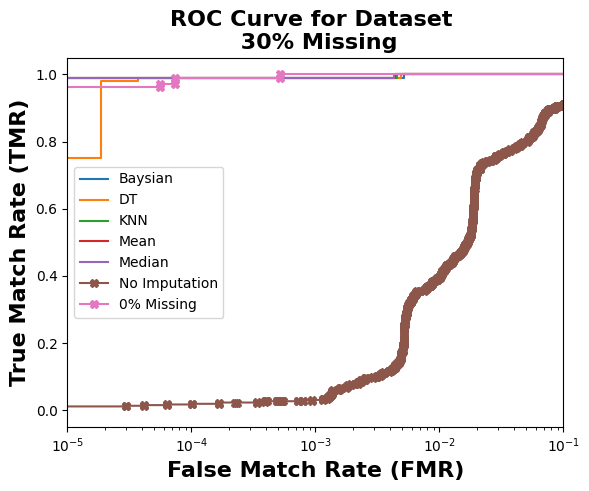 ROC Curve for Dataset
30% Missing
True Match Rate (TMR)
1.0
0.8
0.6
0.4
0.2
0.0
Baysian
DT
KNN
Mean
Median
No Imputation
0% Missing
10⁻⁵
10⁻⁴
10⁻³
10⁻²
10⁻¹
False Match Rate (FMR)